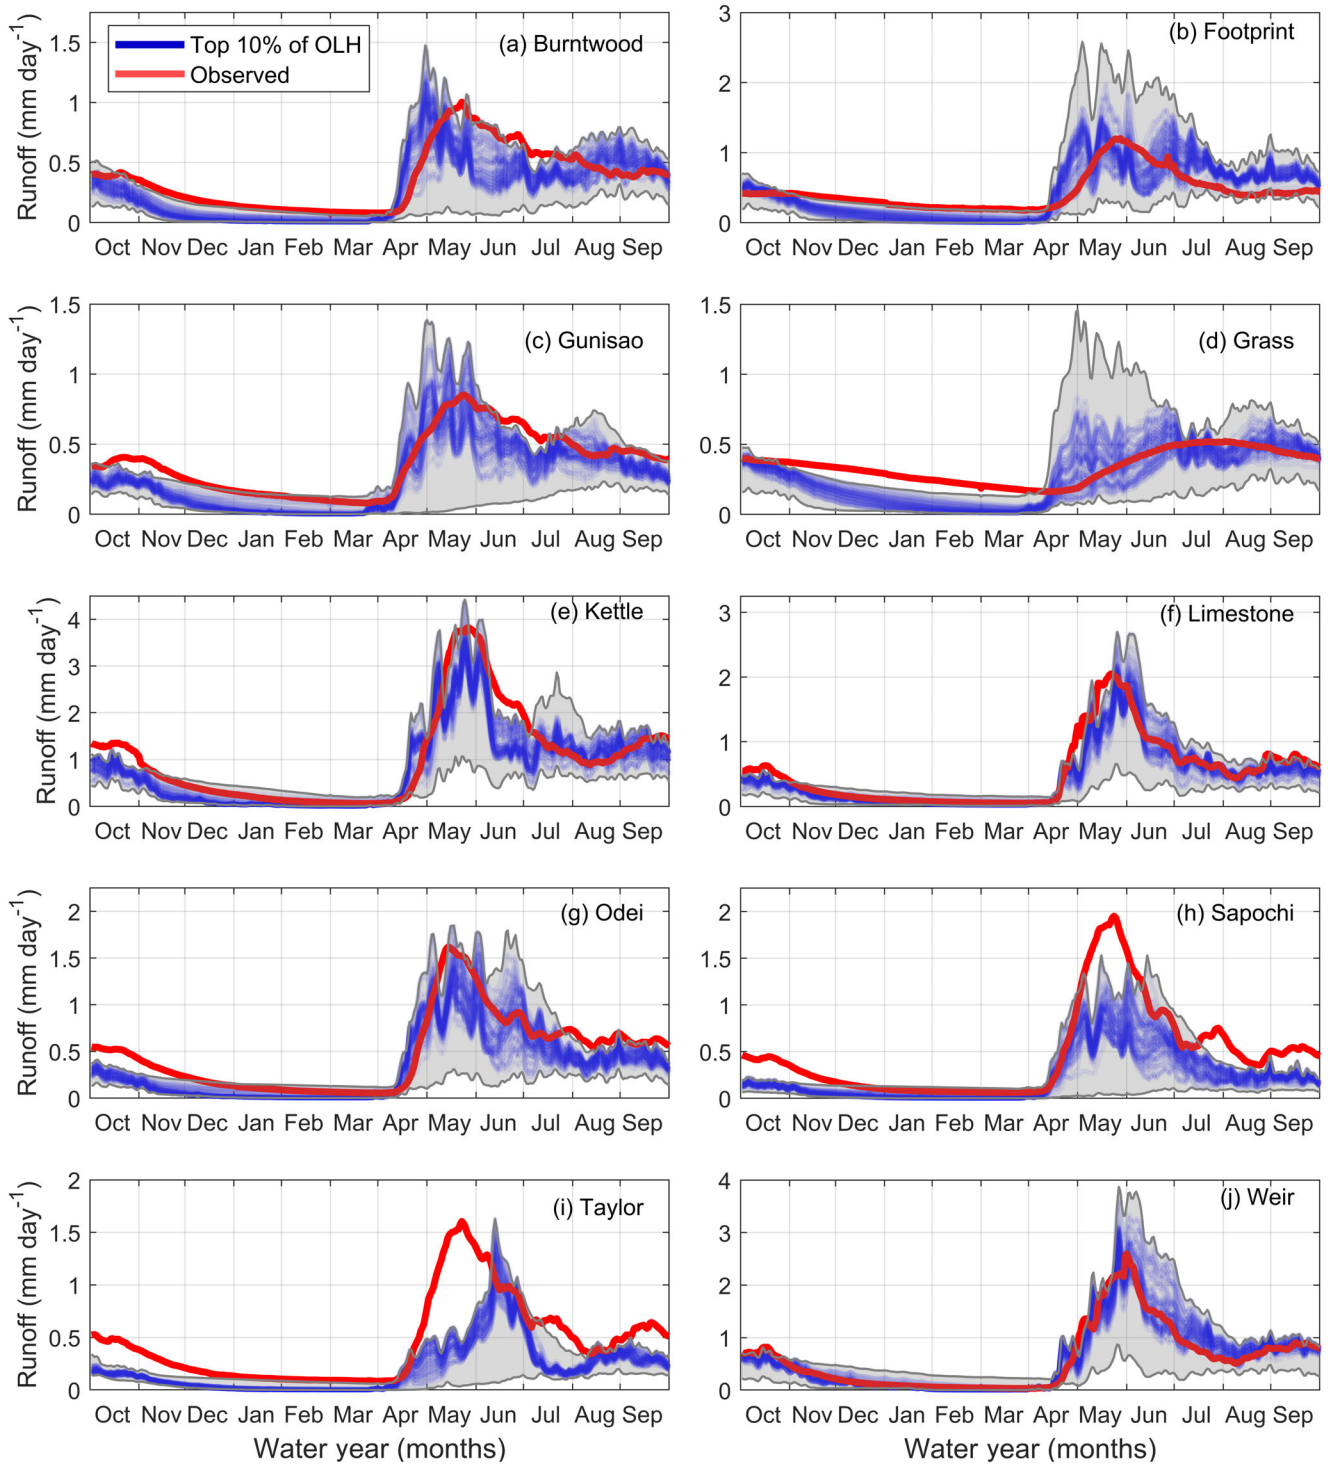 (a) Burntwood
Top 10% of OLH
Observed
Runoff (mm day-1)
1.5
1
0.5
0
Oct Nov Dec Jan Feb Mar Apr May Jun Jul Aug Sep
(b) Footprint
3
2
1
0
Oct Nov Dec Jan Feb Mar Apr May Jun Jul Aug Sep
(c) Gunisao
Runoff (mm day-1)
1.5
1
0.5
0
Oct Nov Dec Jan Feb Mar Apr May Jun Jul Aug Sep
(d) Grass
1.5
1
0.5
0
Oct Nov Dec Jan Feb Mar Apr May Jun Jul Aug Sep
(e) Kettle
Runoff (mm day-1)
4
3
2
1
0
Oct Nov Dec Jan Feb Mar Apr May Jun Jul Aug Sep
(f) Limestone
3
2
1
0
Oct Nov Dec Jan Feb Mar Apr May Jun Jul Aug Sep
(g) Odei
Runoff (mm day-1)
2
1.5
1
0.5
0
Oct Nov Dec Jan Feb Mar Apr May Jun Jul Aug Sep
(h) Sapochi
2
1.5
1
0.5
0
Oct Nov Dec Jan Feb Mar Apr May Jun Jul Aug Sep
(i) Taylor
Runoff (mm day-1)
2
1.5
1
0.5
0
Oct Nov Dec Jan Feb Mar Apr May Jun Jul Aug Sep
Water year (months)
(j) Weir
4
3
2
1
0
Oct Nov Dec Jan Feb Mar Apr May Jun Jul Aug Sep
Water year (months)